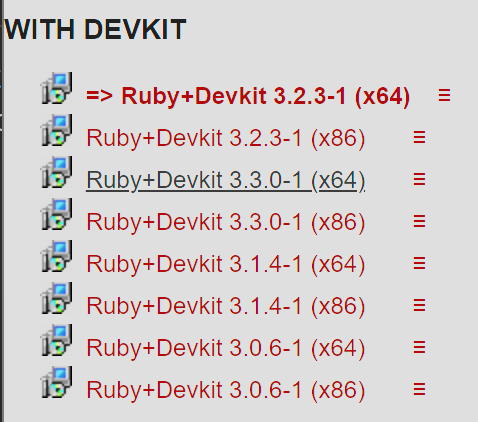 WITH DEVKIT
=> Ruby+Devkit 3.2.3-1 (x64) ≡
Ruby+Devkit 3.2.3-1 (x86) ≡
Ruby+Devkit 3.3.0-1 (x64) ≡
Ruby+Devkit 3.3.0-1 (x86) ≡
Ruby+Devkit 3.1.4-1 (x64) ≡
Ruby+Devkit 3.1.4-1 (x86) ≡
Ruby+Devkit 3.0.6-1 (x64) ≡
Ruby+Devkit 3.0.6-1 (x86) ≡